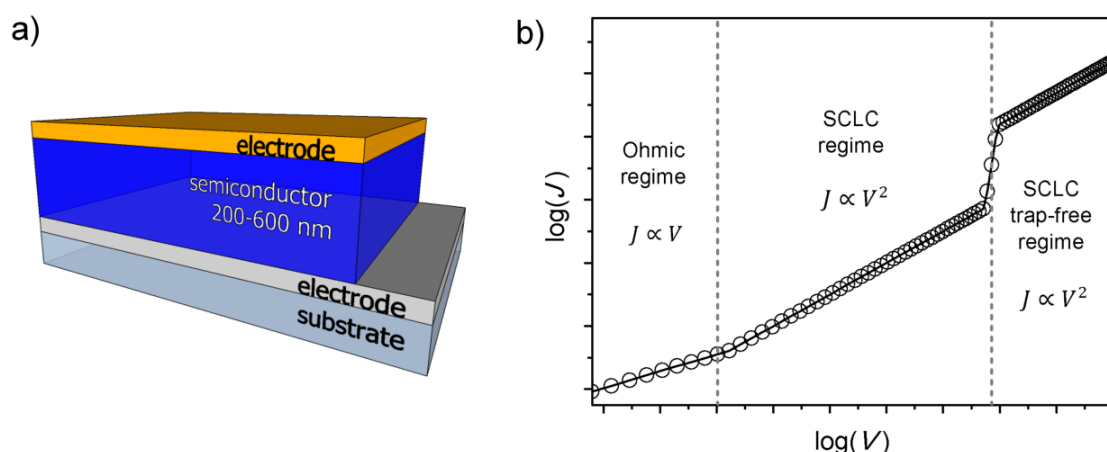 a)
electrode
semiconductor
200-600 nm
electrode
substrate
b)
log(J)
Ohmic
regime
J ∝ V
SCLC
regime
J ∝ V²
SCLC
trap-free
regime
J ∝ V²
log(V)